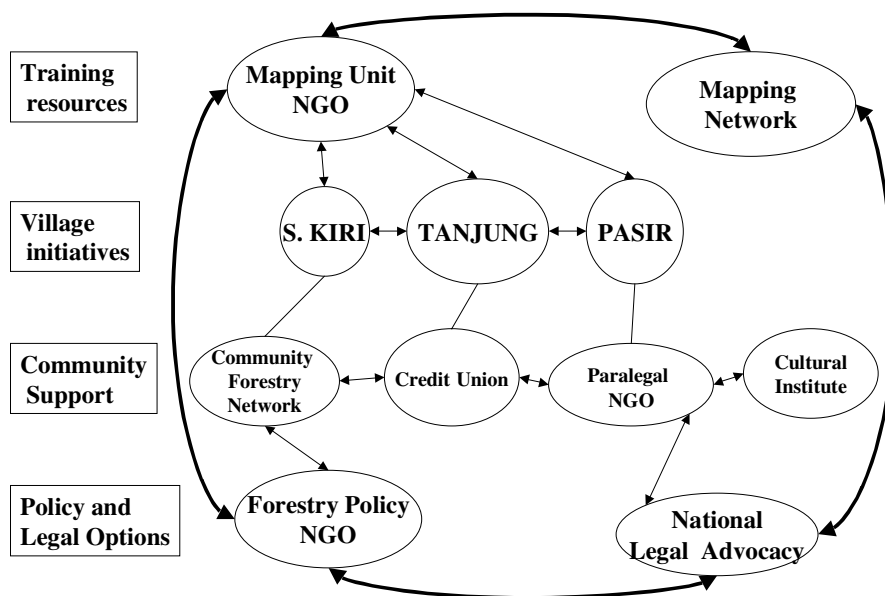 Training
resources
Mapping Unit
NGO
Mapping
Network
Village
initiatives
S. KIRI
TANJUNG
PASIR
Community
Support
Community
Forestry
Network
Credit Union
Paralegal
NGO
Cultural
Institute
Policy and
Legal Options
Forestry Policy
NGO
National
Legal Advocacy